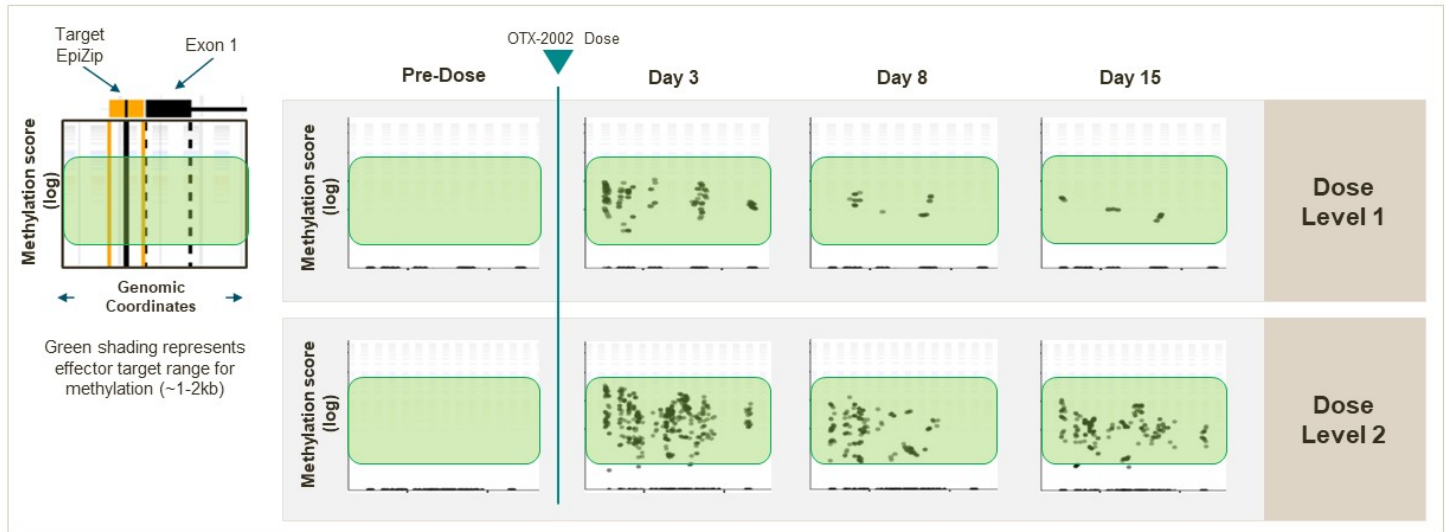 Target
EpiZip
Exon 1
Methylation score
(log)
Genomic
Coordinates
Green shading represents
effector target range for
methylation (~1-2kb)
OTX-2002 Dose
Pre-Dose
Day 3
Day 8
Day 15
Methylation score
(log)
Dose
Level 1
Methylation score
(log)
Dose
Level 2